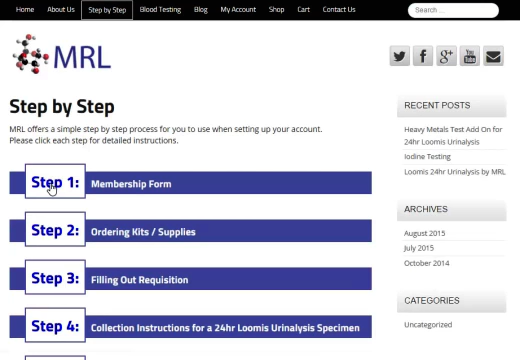 Home About Us Step by Step Blood Testing Blog My Account Shop Cart Contact Us Search ...
MRL
Step by Step
MRL offers a simple step by step process for you to use when setting up your account.
Please click each step for detailed instructions.
Step 1: Membership Form
Step 2: Ordering Kits / Supplies
Step 3: Filling Out Requisition
Step 4: Collection Instructions for a 24hr Loomis Urinalysis Specimen
RECENT POSTS
Heavy Metals Test Add On for
24hr Loomis Urinalysis
Iodine Testing
Loomis 24hr Urinalysis by MRL
ARCHIVES
August 2015
July 2015
October 2014
CATEGORIES
Uncategorized